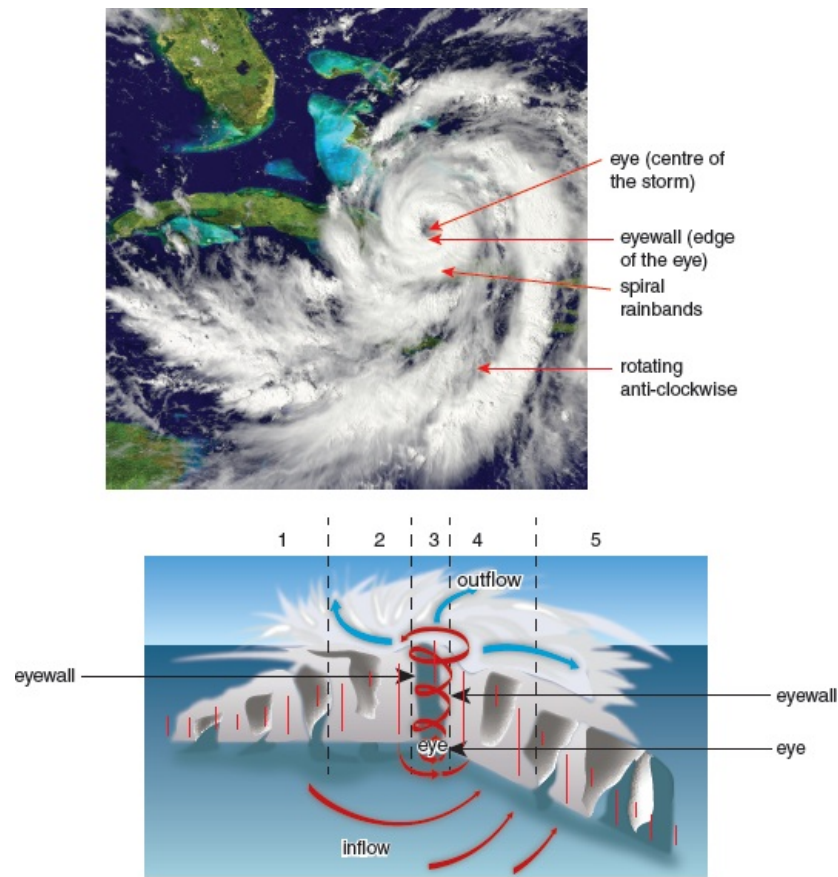 eye (centre of
the storm)
eyewall (edge
of the eye)
spiral
rainbands
rotating
anti-clockwise
1
2
3
4
5
outflow
eyewall
eyewall
eye
eye
inflow